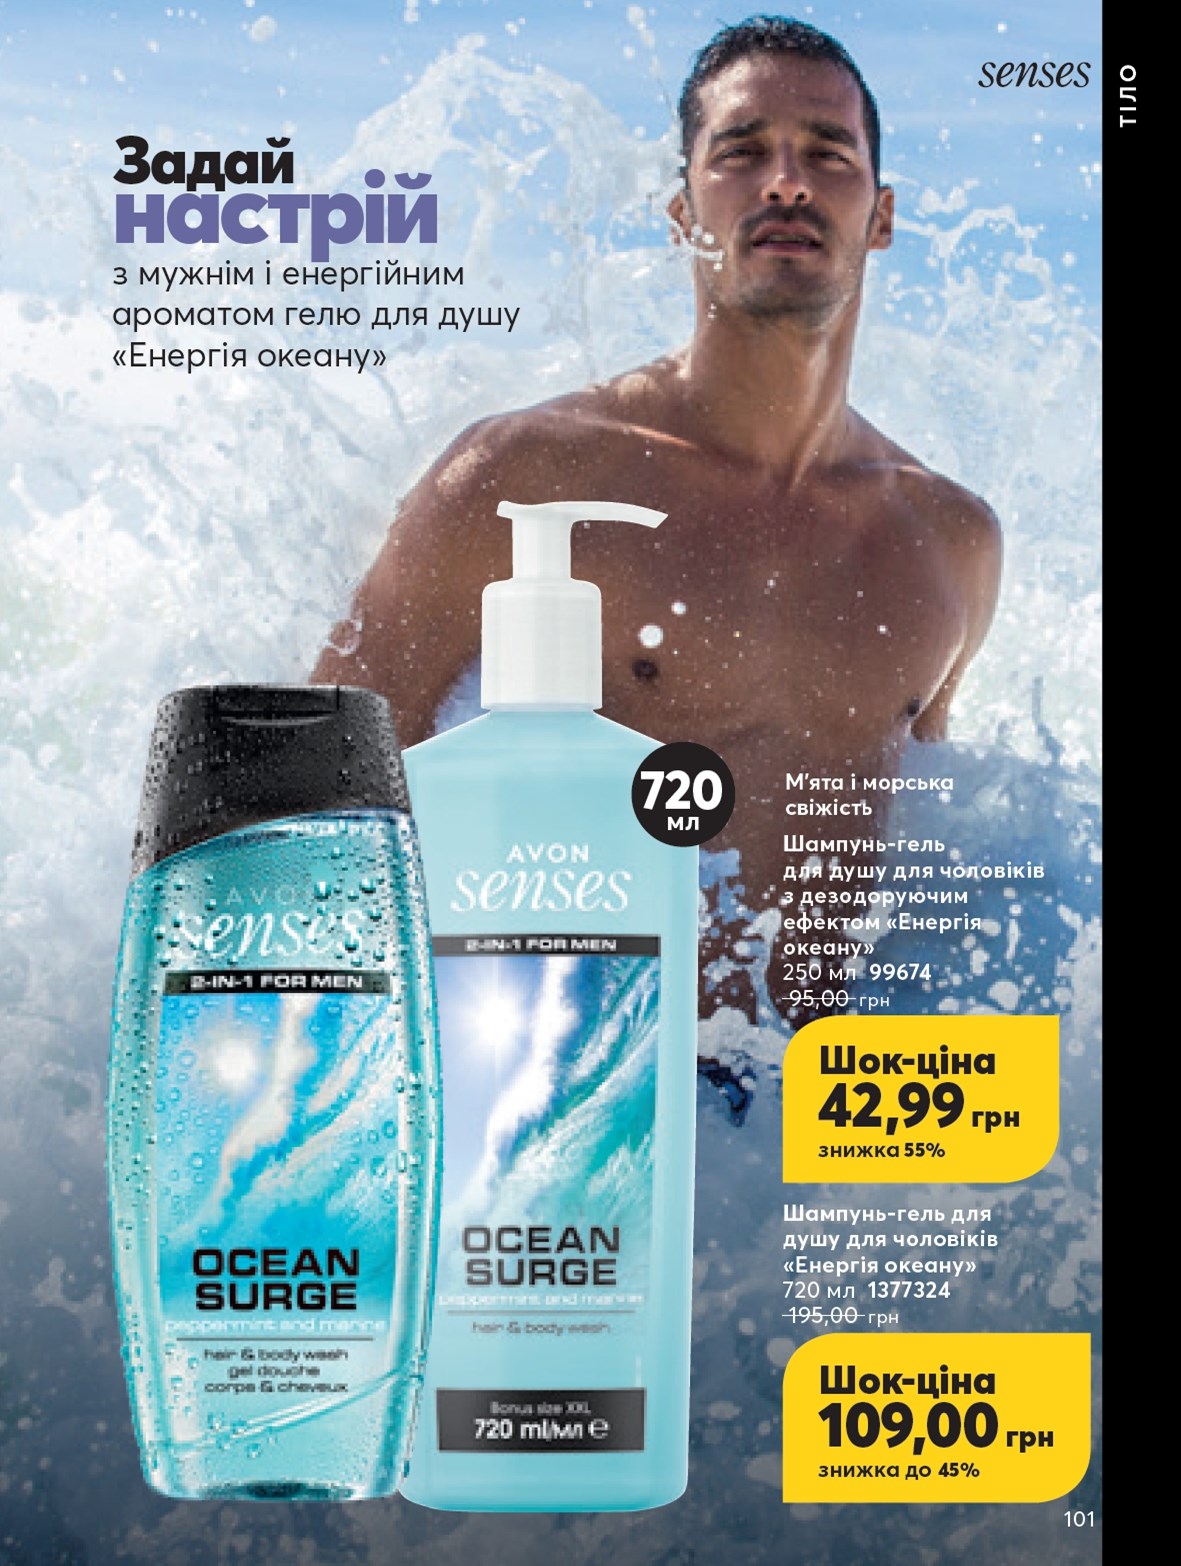 senses
ТІЛО
Задай
настрій
з мужнім і енергійним
ароматом гелю для душу
«Енергія океану»
720
мл
AVON
senses
2-IN-1 FOR MEN
OCEAN
SURGE
peppermint and marine
hair & body wash
gel douche
corps & cheveux
AVON
senses
2-IN-1 FOR MEN
OCEAN
SURGE
peppermint and marine
hair & body wash
Bonus size XXL
720 ml/мл e
М'ята і морська
свіжість
Шампунь-гель
для душу для чоловіків
з дезодоруючим
ефектом «Енергія
океану»
250 мл 99674
95,00 грн
Шок-ціна
42,99 грн
знижка 55%
Шампунь-гель для
душу для чоловіків
«Енергія океану»
720 мл 1377324
195,00 грн
Шок-ціна
109,00 грн
знижка до 45%
101